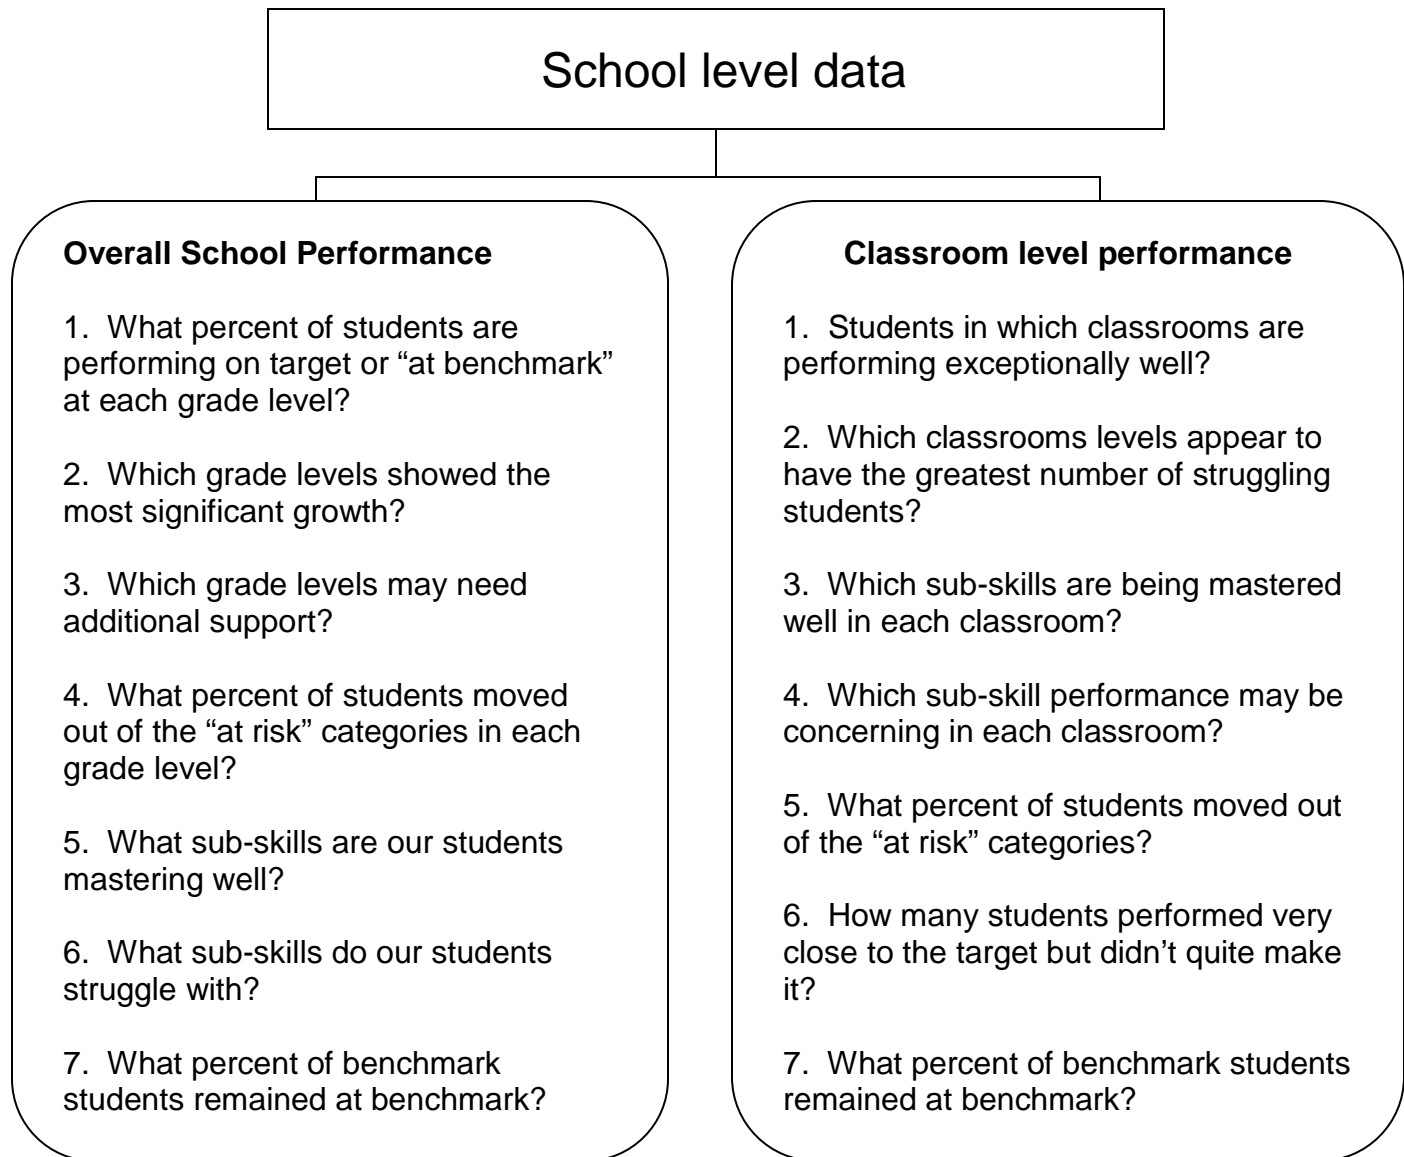 School level data
Overall School Performance
1.  What percent of students are
performing on target or “at benchmark”
at each grade level?
2.  Which grade levels showed the
most significant growth?
3.  Which grade levels may need
additional support?
4.  What percent of students moved
out of the “at risk” categories in each
grade level?
5.  What sub-skills are our students
mastering well?
6.  What sub-skills do our students
struggle with?
7.  What percent of benchmark
students remained at benchmark?
Classroom level performance
1.  Students in which classrooms are
performing exceptionally well?
2.  Which classrooms levels appear to
have the greatest number of struggling
students?
3.  Which sub-skills are being mastered
well in each classroom?
4.  Which sub-skill performance may be
concerning in each classroom?
5.  What percent of students moved out
of the “at risk” categories?
6.  How many students performed very
close to the target but didn’t quite make
it?
7.  What percent of benchmark students
remained at benchmark?